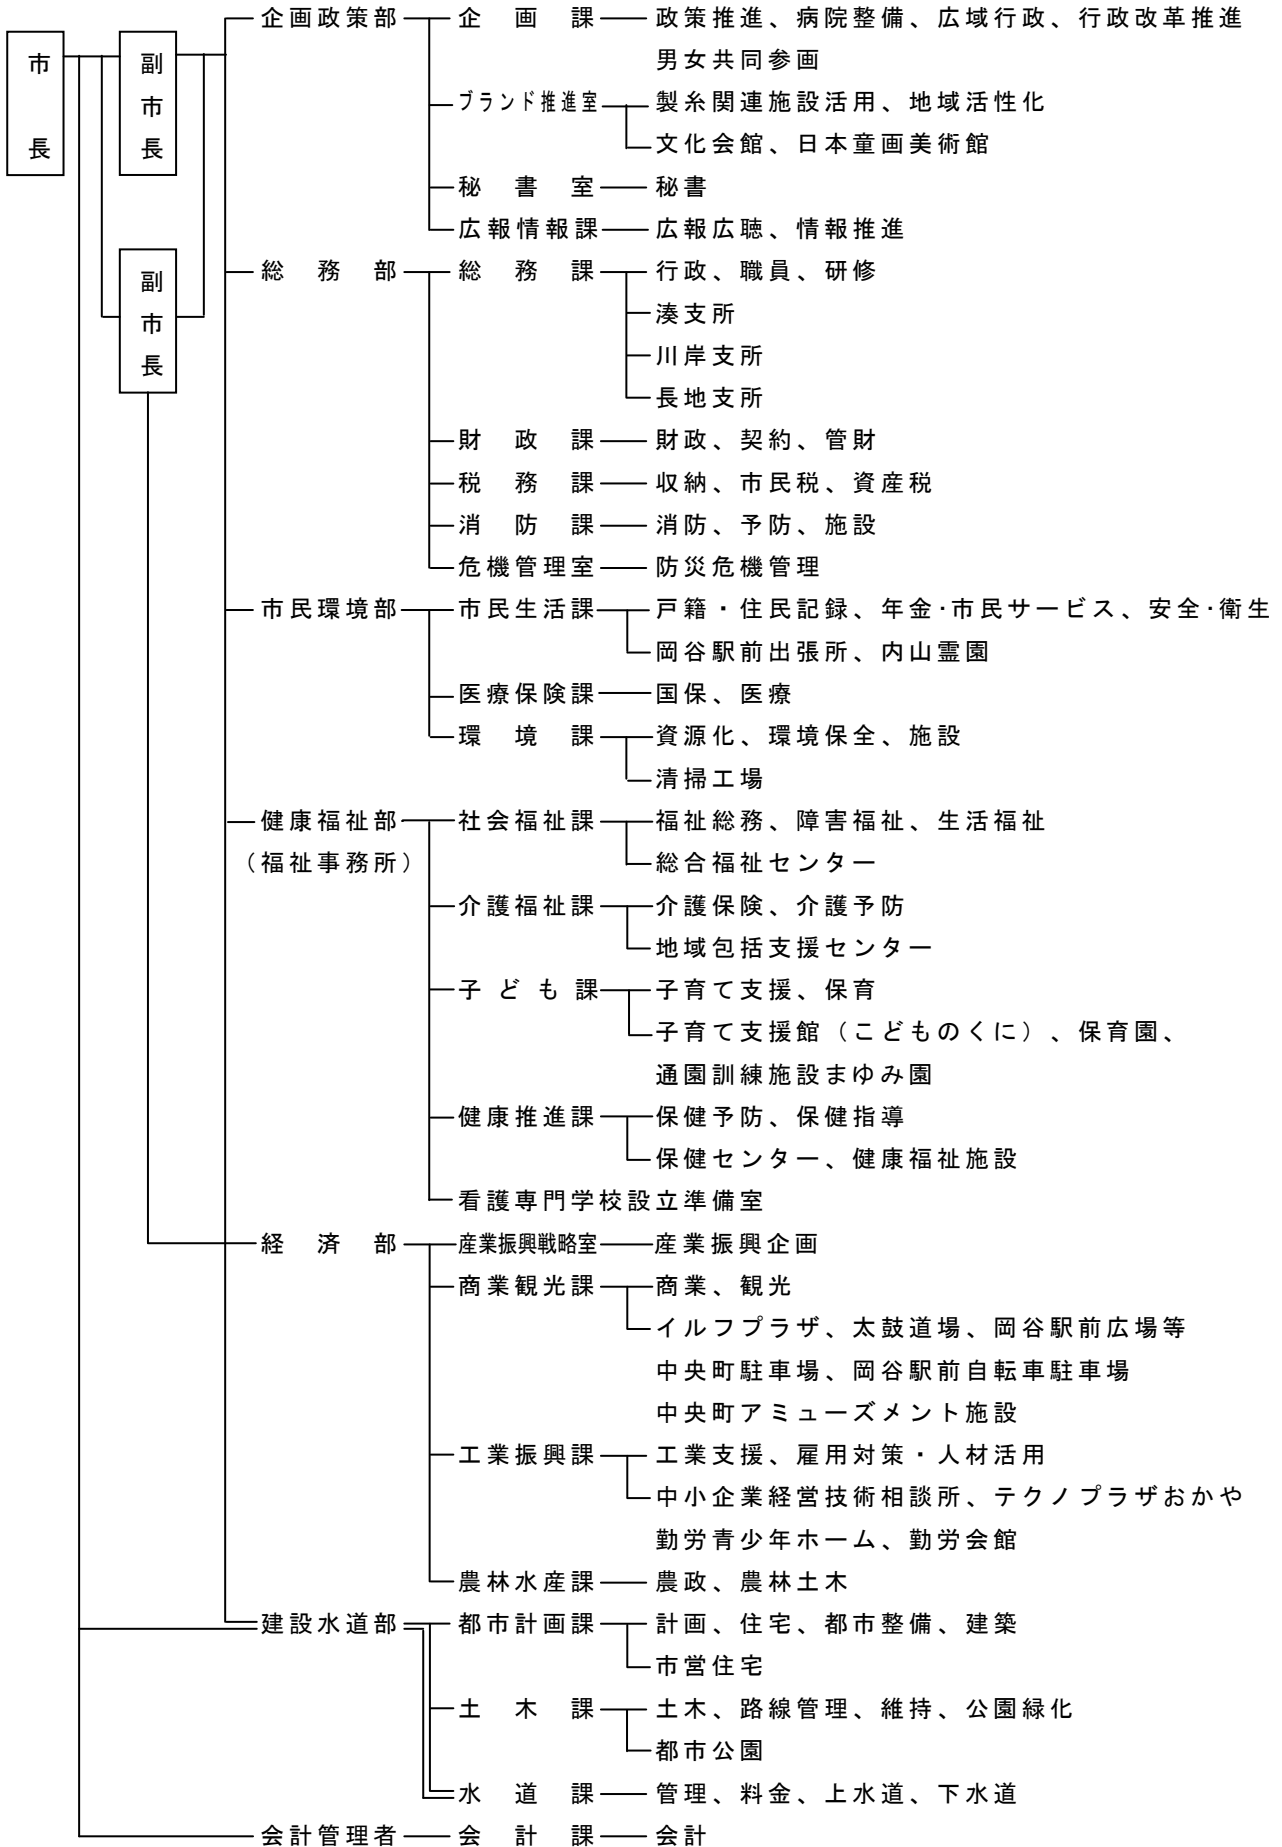 市長
副市長
副市長
企画政策部 企画課 政策推進、病院整備、広域行政、行政改革推進
男女共同参画
ブランド推進室 製糸関連施設活用、地域活性化
文化会館、日本童画美術館
秘書室 秘書
広報情報課 広報広聴、情報推進
総務部 総務課 行政、職員、研修
湊支所
川岸支所
長地支所
財政課 財政、契約、管財
税務課 収納、市民税、資産税
消防課 消防、予防、施設
危機管理室 防災危機管理
市民環境部 市民生活課 戸籍・住民記録、年金・市民サービス、安全・衛生
岡谷駅前出張所、内山霊園
医療保険課 国保、医療
環境課 資源化、環境保全、施設
清掃工場
健康福祉部 社会福祉課 福祉総務、障害福祉、生活福祉
（福祉事務所） 総合福祉センター
介護福祉課 介護保険、介護予防
地域包括支援センター
子ども課 子育て支援、保育
子育て支援館（こどものくに）、保育園、
通園訓練施設まゆみ園
健康推進課 保健予防、保健指導
保健センター、健康福祉施設
看護専門学校設立準備室
経済部 産業振興戦略室 産業振興企画
商業観光課 商業、観光
イルフプラザ、太鼓道場、岡谷駅前広場等
中央町駐車場、岡谷駅前自転車駐車場
中央町アミューズメント施設
工業振興課 工業支援、雇用対策・人材活用
中小企業経営技術相談所、テクノプラザおかや
勤労青少年ホーム、勤労会館
農林水産課 農政、農林土木
建設水道部 都市計画課 計画、住宅、都市整備、建築
市営住宅
土木課 土木、路線管理、維持、公園緑化
都市公園
水道課 管理、料金、上水道、下水道
会計管理者 会計課 会計